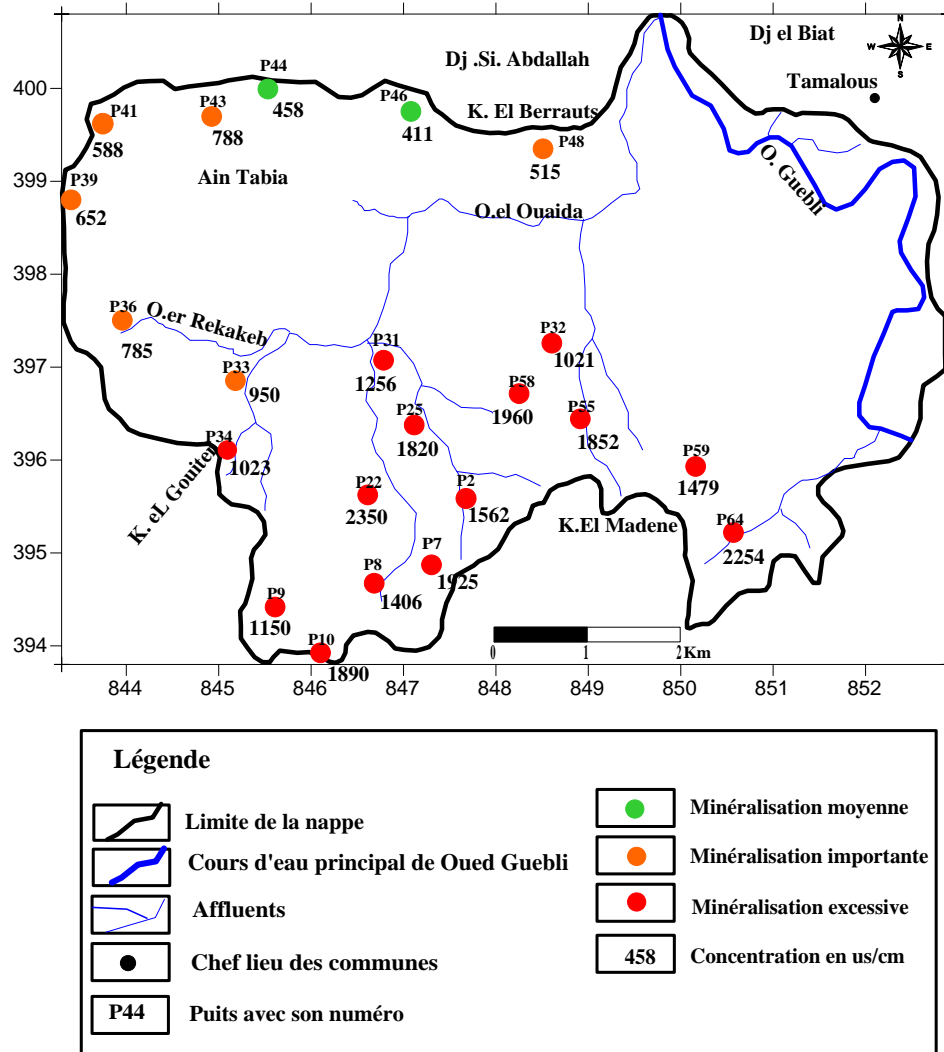 Dj el Biat
N
W E
S
Dj .Si. Abdallah
Tamalous
P44
400
P46
458
K. El Berrauts
P41
P43
411
788
P48
588
515
O. Guebli
399
P39
Ain Tabia
652
O.el Ouaida
398
P36
O.er Rekakeb
P32
P31
785
1021
397
P33
1256
950
P58
1960
P25
P55
1820
1852
P34
396
1023
P59
K. eL Gouiter
P22
P2
1479
2350
1562
K.El Madene
P64
395
P7
2254
P8
1925
P9
1406
1150
394
P10
1890
0 1 2Km
844 845 846 847 848 849 850 851 852
Légende
Limite de la nappe
Cours d'eau principal de Oued Guebli
Affluents
Chef lieu des communes
P44 Puits avec son numéro
Minéralisation moyenne
Minéralisation importante
Minéralisation excessive
458 Concentration en us/cm